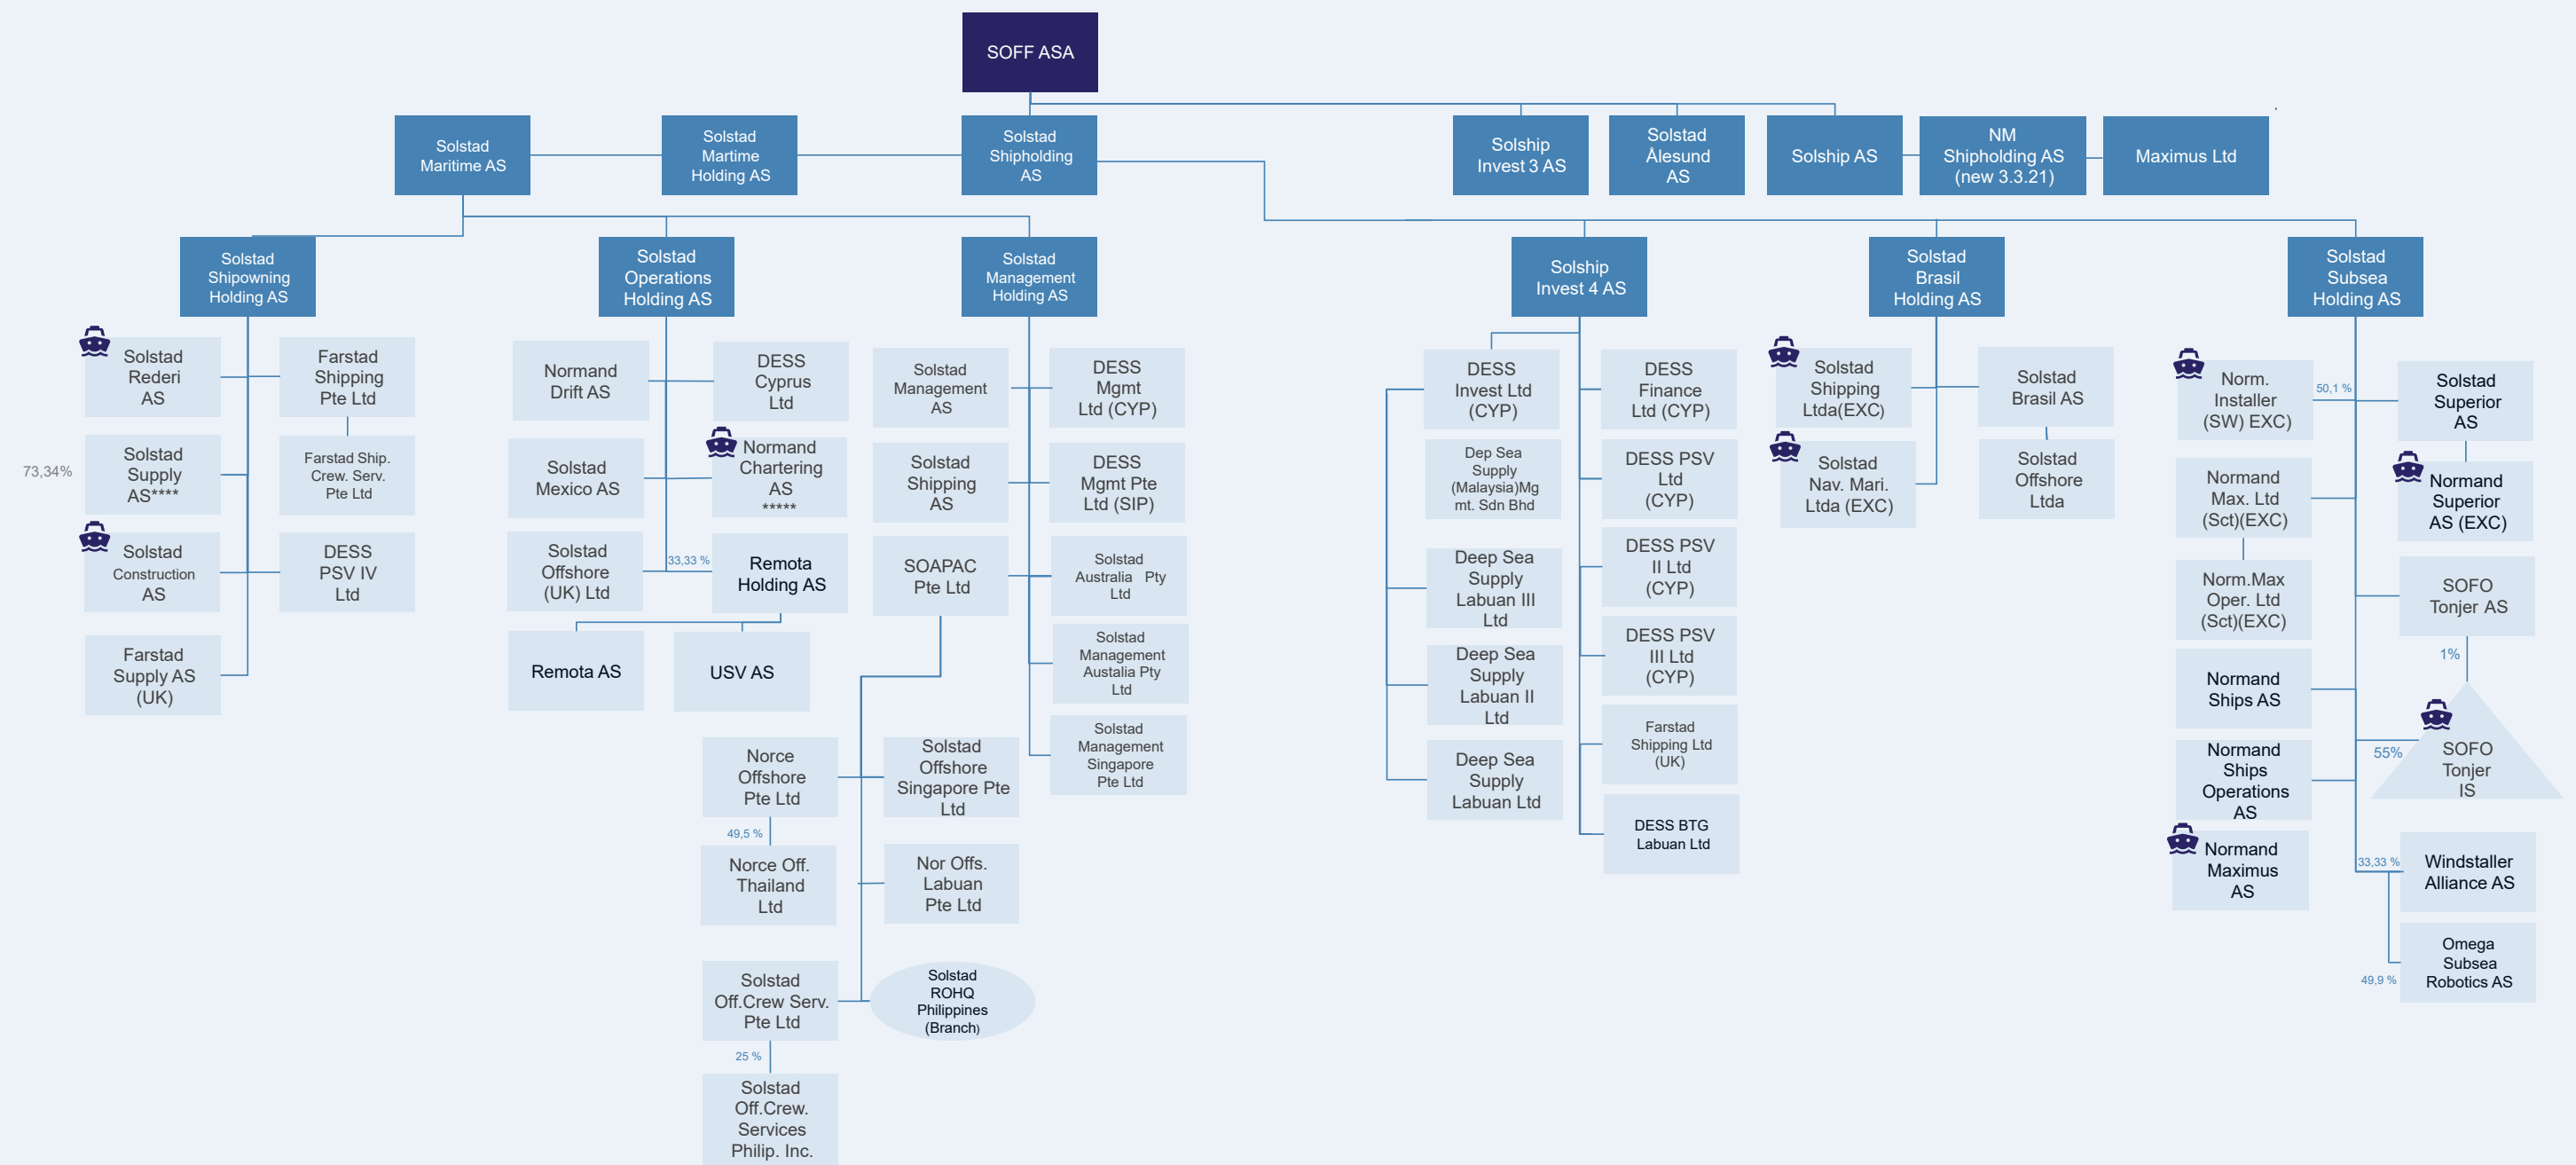 SOFF ASA
Solstad
Maritime AS
Solstad
Martime
Holding AS
Solstad
Shipholding
AS
Solship
Invest 3 AS
Solstad
Ålesund
AS
Solship AS
NM
Shipholding AS
(new 3.3.21)
Maximus Ltd
Solstad
Shipowning
Holding AS
Solstad
Operations
Holding AS
Solstad
Management
Holding AS
Solship
Invest 4 AS
Solstad
Brasil
Holding AS
Solstad
Subsea
Holding AS
Solstad
Rederi
AS
Farstad
Shipping
Pte Ltd
73,34%
Solstad
Supply
AS****
Farstad Ship.
Crew. Serv.
Pte Ltd
Solstad
Construction
AS
DESS
PSV IV
Ltd
Farstad
Supply AS
(UK)
Normand
Drift AS
DESS
Cyprus
Ltd
Solstad
Mexico AS
Normand
Chartering
AS
*****
Solstad
Offshore
(UK) Ltd
33,33 %
Remota
Holding AS
Remota AS
USV AS
Solstad
Management
AS
DESS
Mgmt
Ltd (CYP)
Solstad
Shipping
AS
DESS
Mgmt Pte
Ltd (SIP)
SOAPAC
Pte Ltd
Solstad
Australia Pty
Ltd
Solstad
Management
Austalia Pty
Ltd
Solstad
Management
Singapore
Pte Ltd
Norce
Offshore
Pte Ltd
Solstad
Offshore
Singapore Pte
Ltd
49,5 %
Norce Off.
Thailand
Ltd
Nor Offs.
Labuan
Pte Ltd
Solstad
Off.Crew Serv.
Pte Ltd
Solstad
ROHQ
Philippines
(Branch)
25 %
Solstad
Off.Crew.
Services
Philip. Inc.
DESS
Invest Ltd
(CYP)
DESS
Finance
Ltd (CYP)
Dep Sea
Supply
(Malaysia)Mg
mt. Sdn Bhd
DESS PSV
Ltd
(CYP)
Deep Sea
Supply
Labuan III
Ltd
DESS PSV
II Ltd
(CYP)
Deep Sea
Supply
Labuan II
Ltd
DESS PSV
III Ltd
(CYP)
Deep Sea
Supply
Labuan Ltd
Farstad
Shipping Ltd
(UK)
DESS BTG
Labuan Ltd
Solstad
Shipping
Ltda(EXC)
Solstad
Brasil AS
Solstad
Nav. Mari.
Ltda (EXC)
Solstad
Offshore
Ltda
Norm.
Installer
(SW) EXC)
50,1 %
Solstad
Superior
AS
Normand
Max. Ltd
(Sct)(EXC)
Normand
Superior
AS (EXC)
Norm.Max
Oper. Ltd
(Sct)(EXC)
SOFO
Tonjer AS
1%
Normand
Ships AS
55%
SOFO
Tonjer
IS
Normand
Ships
Operations
AS
Normand
Maximus
AS
33,33 %
Windstaller
Alliance AS
49,9 %
Omega
Subsea
Robotics AS